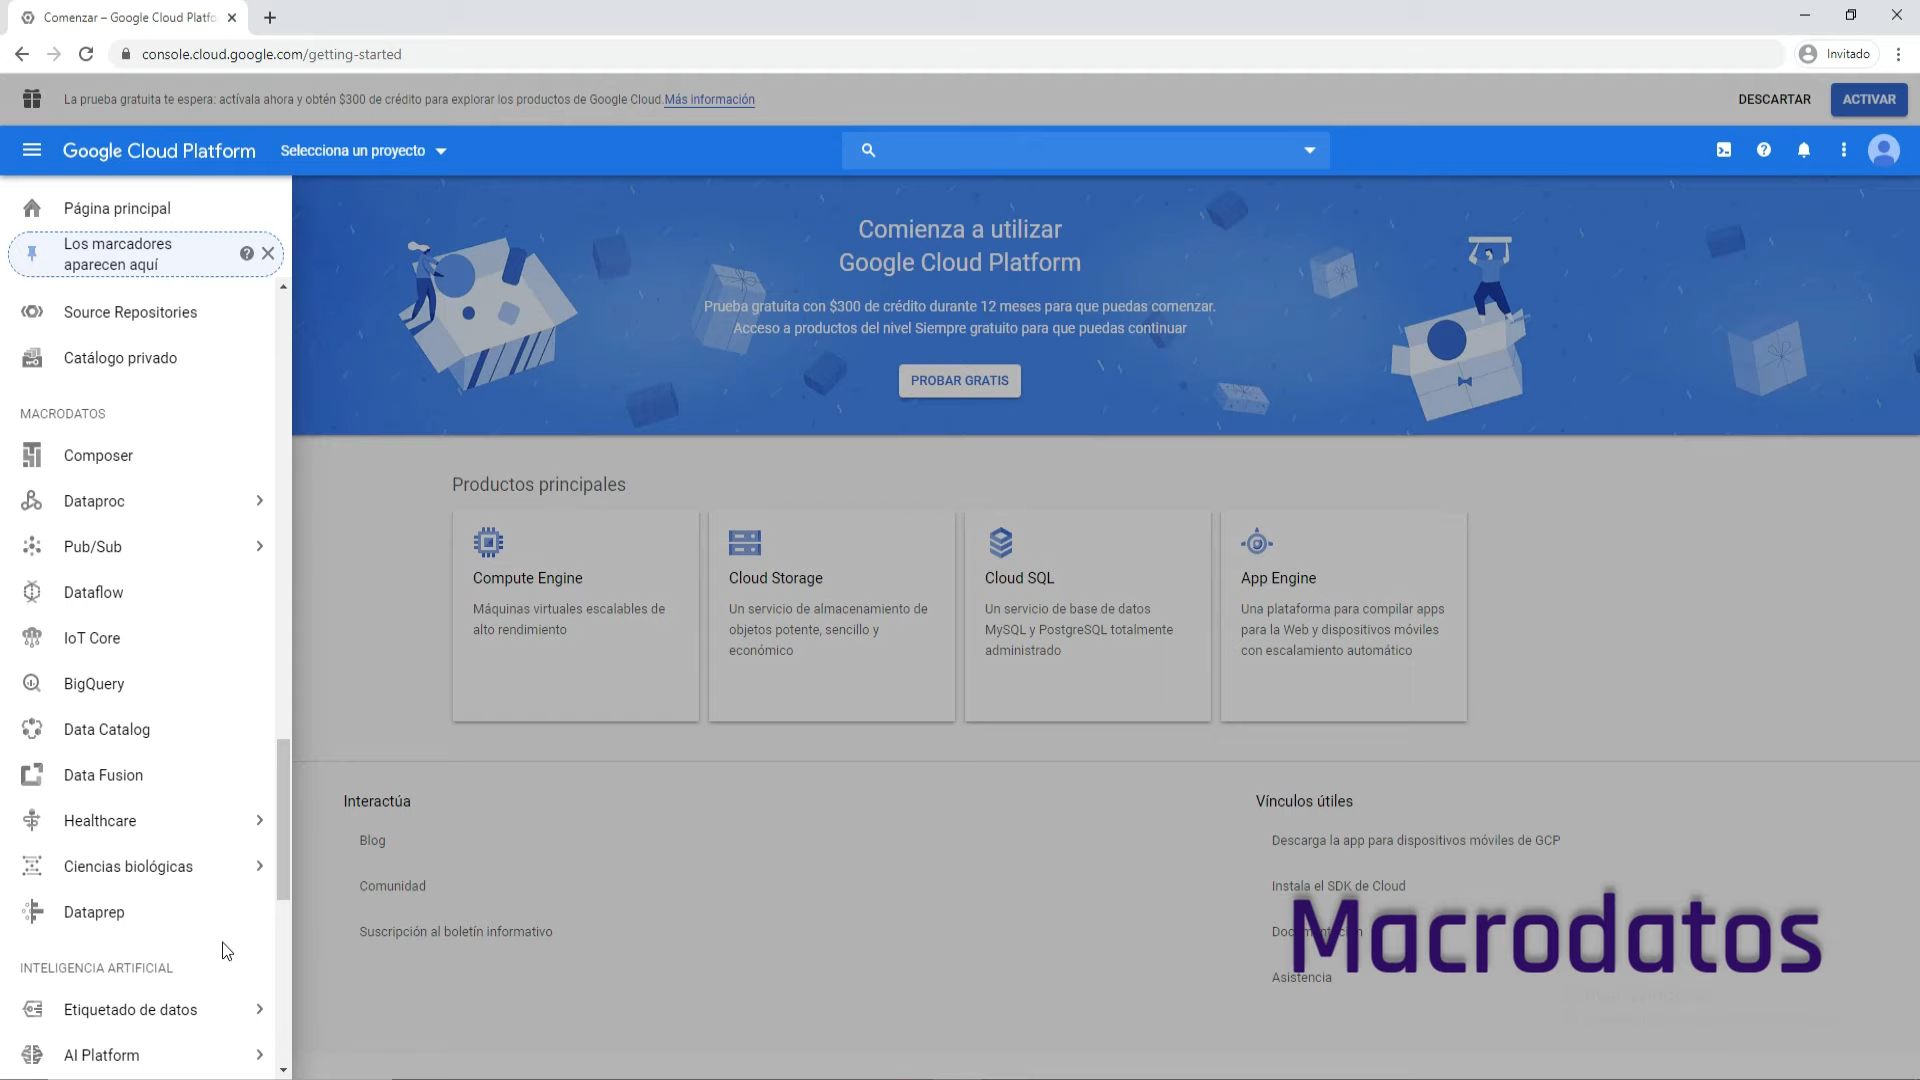 Comenzar – Google Cloud Platfo
console.cloud.google.com/getting-started
Invitado
La prueba gratuita te espera: actívala ahora y obtén $300 de crédito para explorar los productos de Google Cloud. Más información
DESCARTAR
ACTIVAR
Google Cloud Platform
Selecciona un proyecto
Página principal
Los marcadores
aparecen aquí
Source Repositories
Catálogo privado
MACRODATOS
Composer
Dataproc
Pub/Sub
Dataflow
IoT Core
BigQuery
Data Catalog
Data Fusion
Healthcare
Ciencias biológicas
Dataprep
INTELIGENCIA ARTIFICIAL
Etiquetado de datos
AI Platform
Comienza a utilizar
Google Cloud Platform
Prueba gratuita con $300 de crédito durante 12 meses para que puedas comenzar.
Acceso a productos del nivel Siempre gratuito para que puedas continuar
PROBAR GRATIS
Productos principales
Compute Engine
Máquinas virtuales escalables de
alto rendimiento
Cloud Storage
Un servicio de almacenamiento de
objetos potente, sencillo y
económico
Cloud SQL
Un servicio de base de datos
MySQL y PostgreSQL totalmente
administrado
App Engine
Una plataforma para compilar apps
para la Web y dispositivos móviles
con escalamiento automático
Interactúa
Blog
Comunidad
Suscripción al boletín informativo
Vínculos útiles
Descarga la app para dispositivos móviles de GCP
Instala el SDK de Cloud
Documentación
Asistencia
Macrodatos